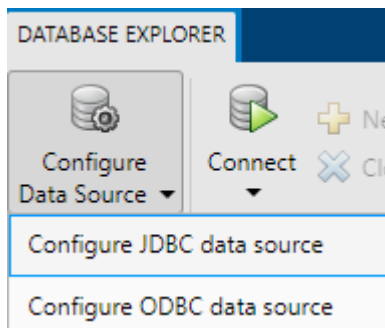 DATABASE EXPLORER
Configure
Data Source
Connect
Configure JDBC data source
Configure ODBC data source